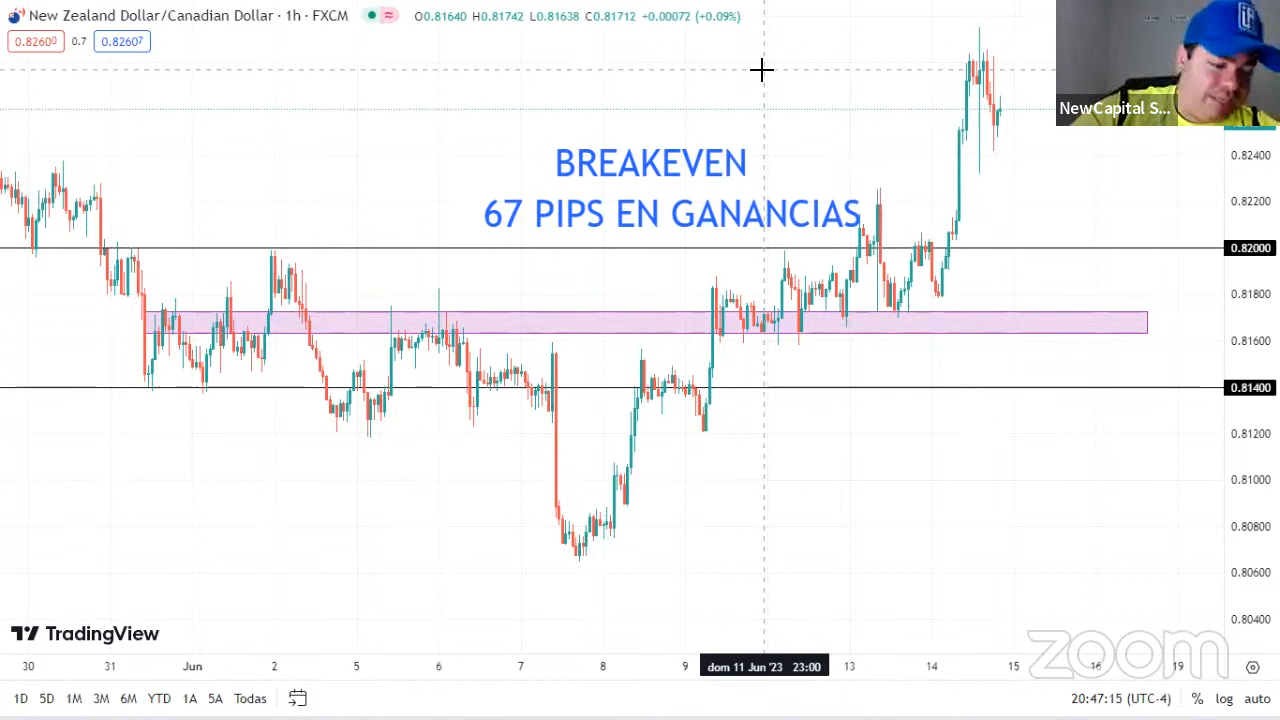 New Zealand Dollar/Canadian Dollar · 1h · FXCM O0.81640 H0.81742 L0.81638 C0.81712 +0.00072 (+0.09%)
0.82600 0.7 0.82607
NewCapital S...
BREAKEVEN
67 PIPS EN GANANCIAS
0.82400
0.82200
0.82000
0.81800
0.81600
0.81400
0.81200
0.81000
0.80800
0.80600
0.80400
TradingView
zoom
30 31 Jun 2 5 6 7 8 9 dom 11 Jun '23 23:00 13 14 15 16 19
1D 5D 1M 3M 6M YTD 1A 5A Todas 20:47:15 (UTC-4) % log auto